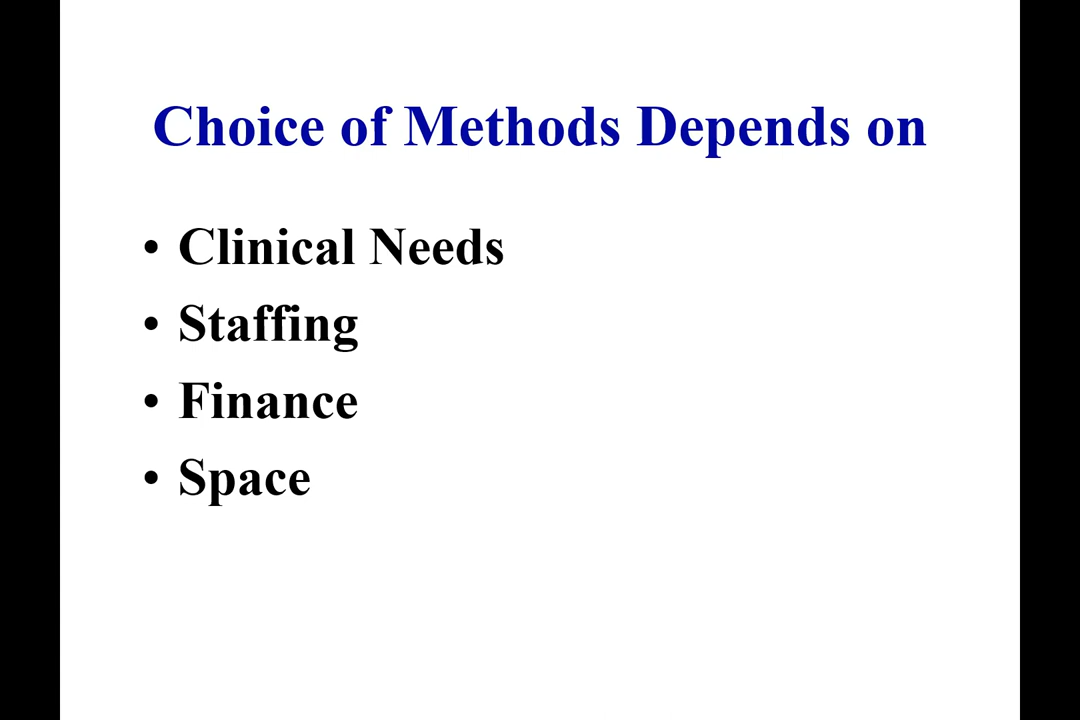 Choice of Methods Depends on
• Clinical Needs
• Staffing
• Finance
• Space